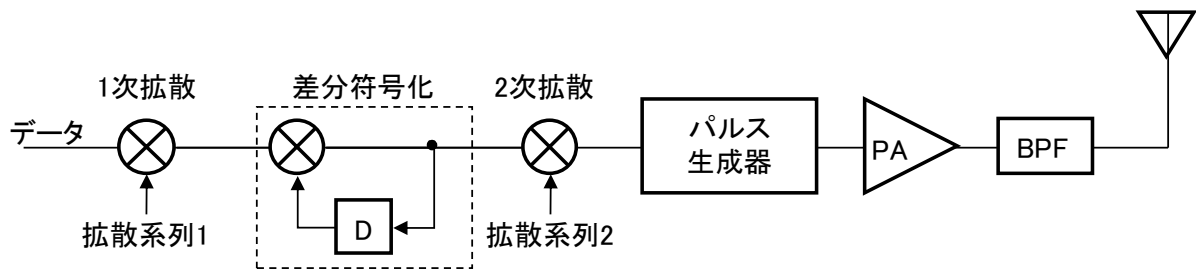 1次拡散
差分符号化
2次拡散
データ
パルス
生成器
PA
BPF
D
拡散系列1
拡散系列2